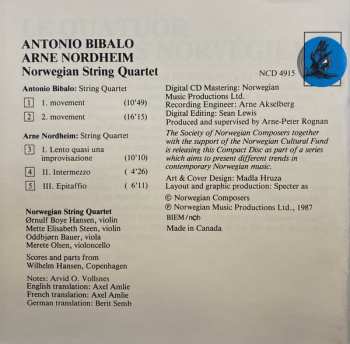 ANTONIO BIBALO
ARNE NORDHEIM
Norwegian String Quartet
NCD 4915
Antonio Bibalo: String Quartet
1 1. movement (10'49)
2 2. movement (16'15)
Arne Nordheim: String Quartet
3 I. Lento quasi una
improvisazione (10'10)
4 II. Intermezzo ( 4'26)
5 III. Epitaffio ( 6'11)
Norwegian String Quartet
Ørnulf Boye Hansen, violin
Mette Elisabeth Steen, violin
Oddbjørn Bauer, viola
Merete Olsen, violoncello
Scores and parts from
Wilhelm Hansen, Copenhagen
Notes: Arvid O. Vollsnes
English translation: Axel Amlie
French translation: Axel Amlie
German translation: Berit Semb
Digital CD Mastering: Norwegian
Music Productions Ltd.
Recording Engineer: Arne Akselberg
Digital Editing: Sean Lewis
Produced and supervised by Arne-Peter Rognan
The Society of Norwegian Composers together
with the support of the Norwegian Cultural Fund
is releasing this Compact Disc as part of a series
which aims to present different trends in
contemporary Norwegian music.
Art & Cover Design: Madla Hruza
Layout and graphic production: Specter as
© Norwegian Composers
℗ Norwegian Music Productions Ltd., 1987
BIEM/ncb
Made in Canada